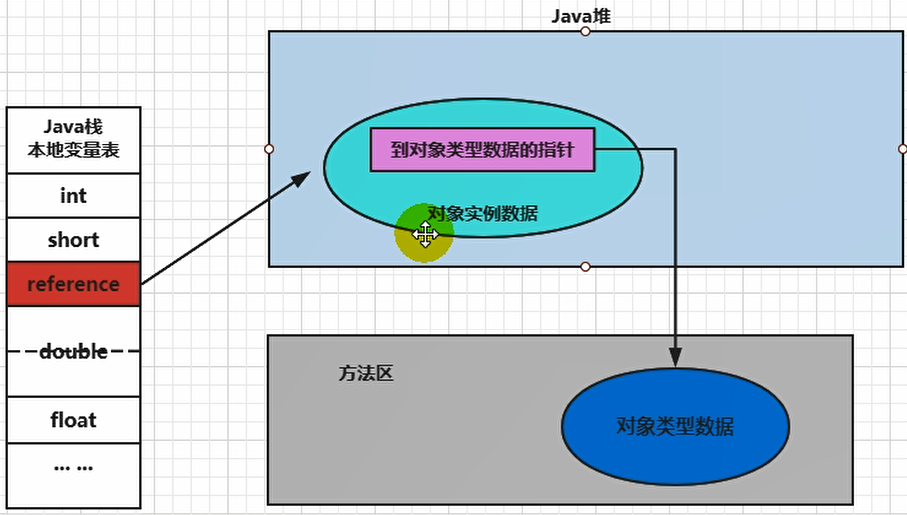 Java堆
Java栈
本地变量表
int
short
reference
double
float
... ...
到对象类型数据的指针
对象实例数据
方法区
对象类型数据